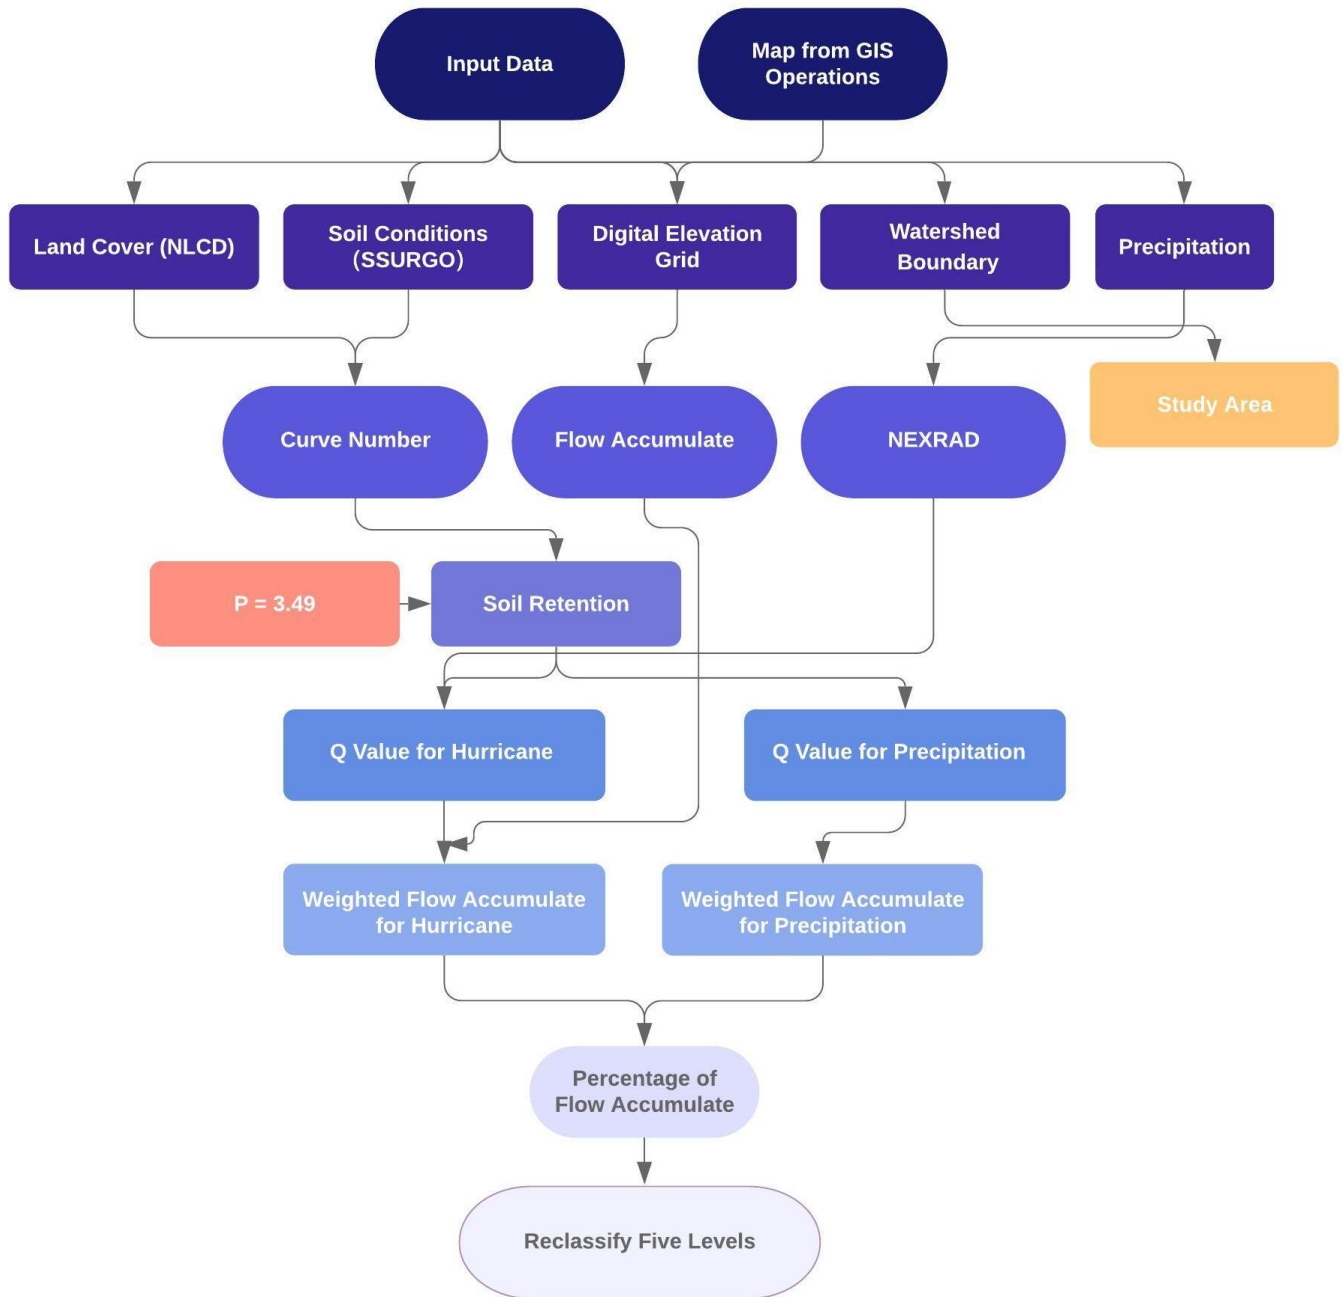 Input Data
Map from GIS
Operations
Land Cover (NLCD)
Soil Conditions
（SSURGO）
Digital Elevation
Grid
Watershed
Boundary
Precipitation
Study Area
Curve Number
Flow Accumulate
NEXRAD
P = 3.49
Soil Retention
Q Value for Hurricane
Q Value for Precipitation
Weighted Flow Accumulate
for Hurricane
Weighted Flow Accumulate
for Precipitation
Percentage of
Flow Accumulate
Reclassify Five Levels